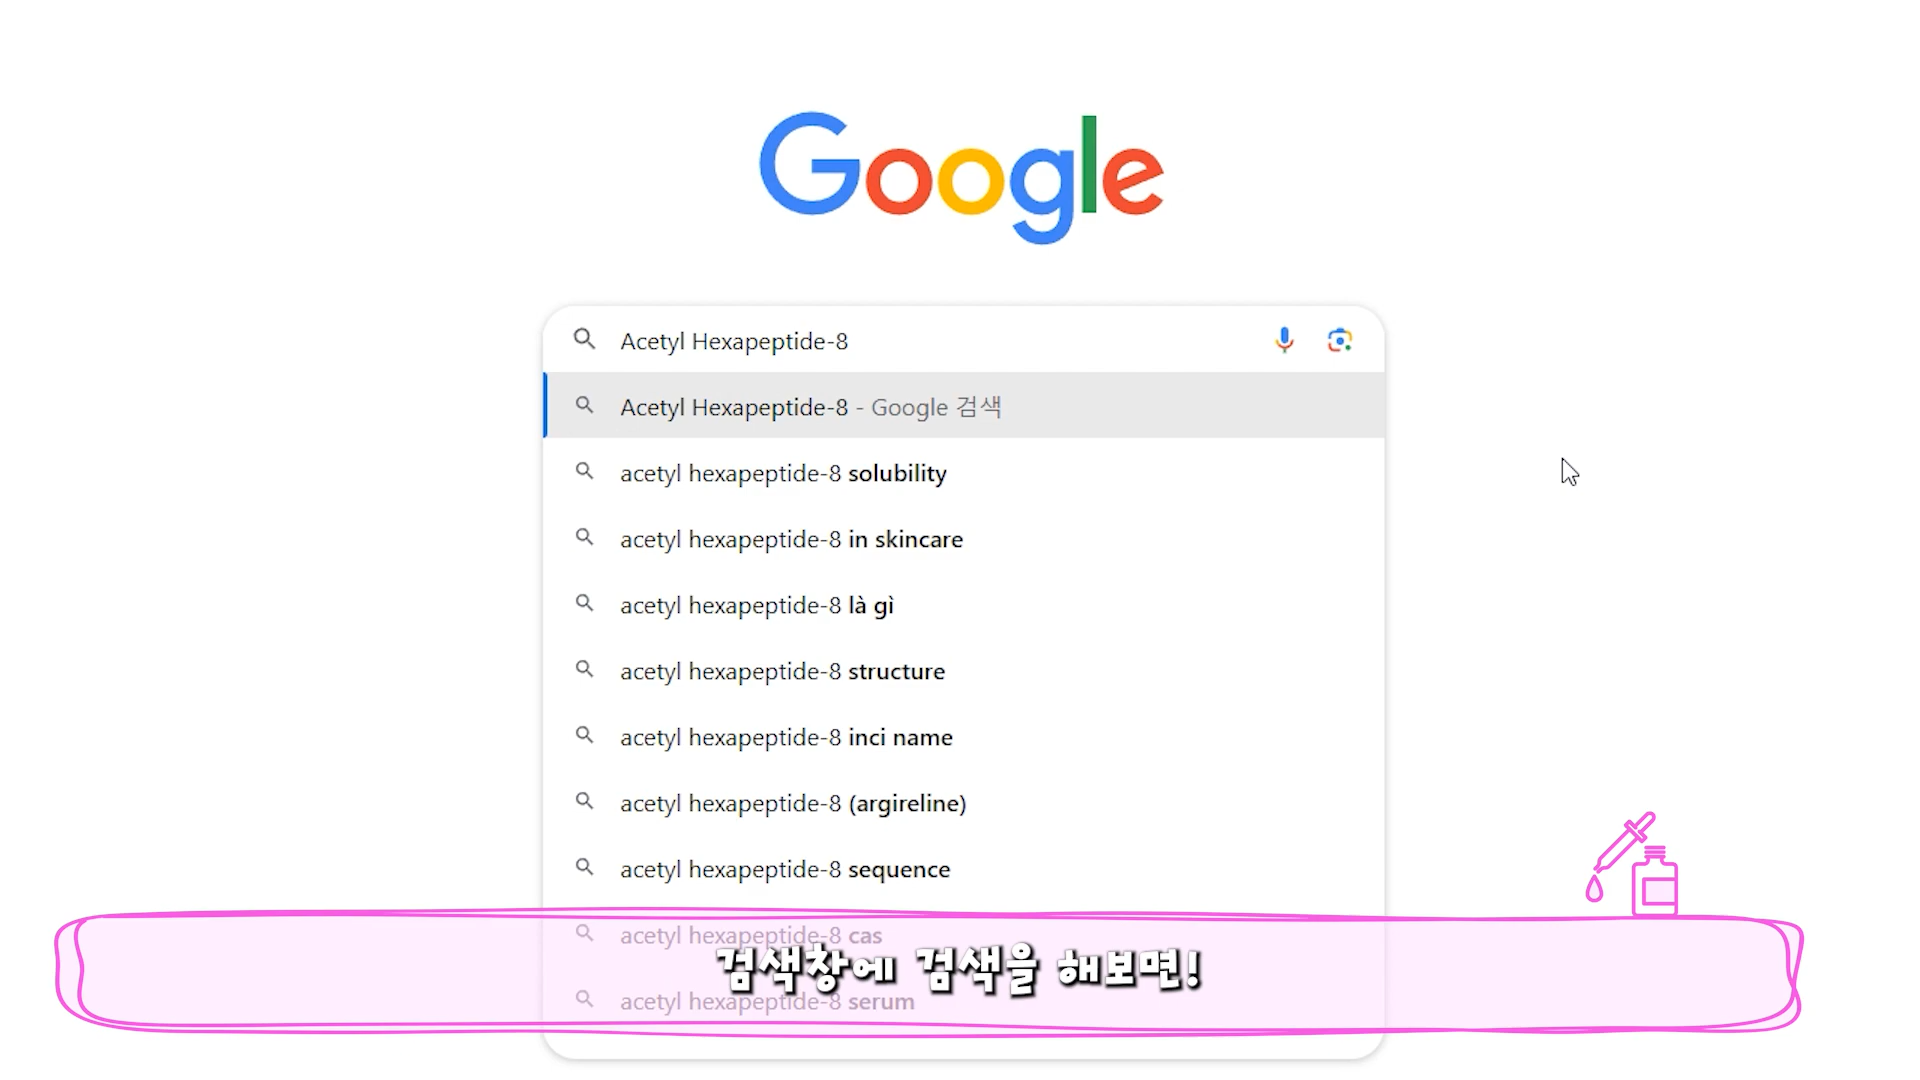 Google
Acetyl Hexapeptide-8
Acetyl Hexapeptide-8 - Google 검색
acetyl hexapeptide-8 solubility
acetyl hexapeptide-8 in skincare
acetyl hexapeptide-8 là gì
acetyl hexapeptide-8 structure
acetyl hexapeptide-8 inci name
acetyl hexapeptide-8 (argireline)
acetyl hexapeptide-8 sequence
acetyl hexapeptide-8 cas
검색창에 검색을 해보면!
acetyl hexapeptide-8 serum